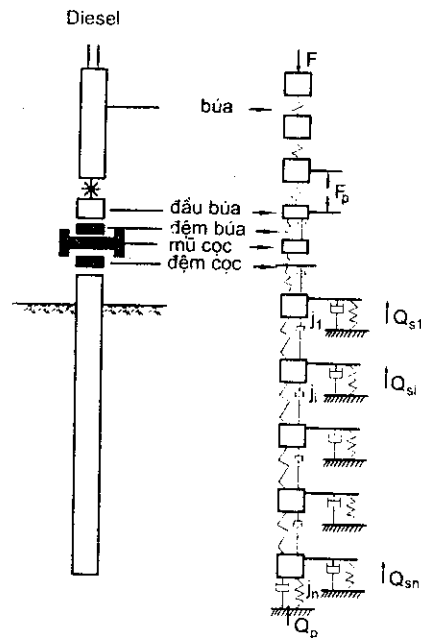 Diesel
F
búa
F_p
đầu búa
đệm búa
mũ cọc
đệm cọc
j_1
Q_s1
j_i
Q_si
Q_sn
j_n
Q_p